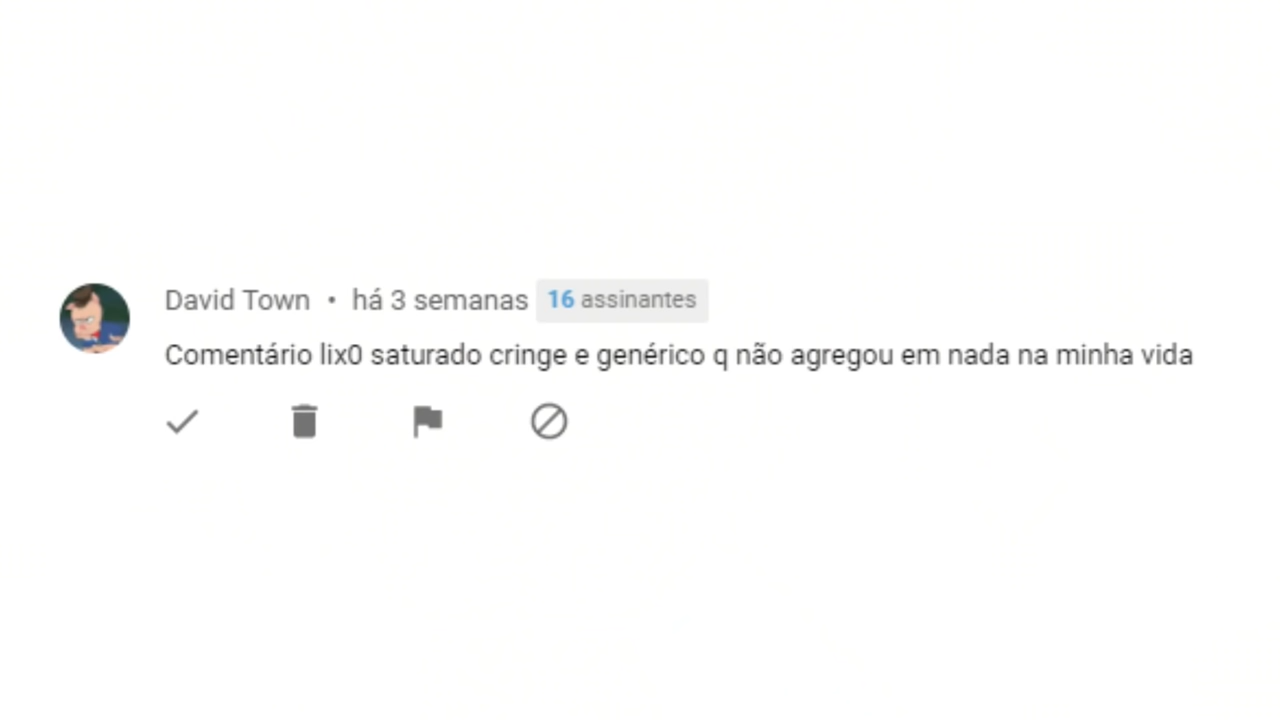 David Town • há 3 semanas 16 assinantes
Comentário lix0 saturado cringe e genérico q não agregou em nada na minha vida